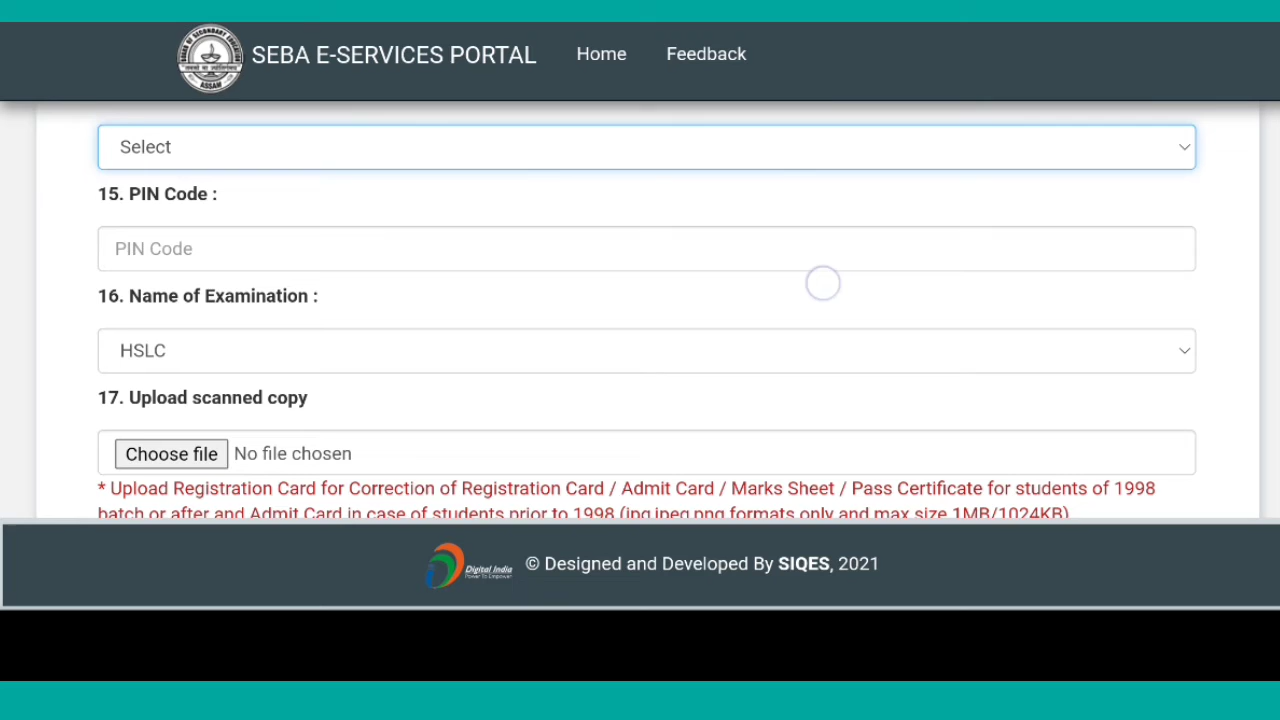 SEBA E-SERVICES PORTAL Home Feedback
Select
15. PIN Code :
PIN Code
16. Name of Examination :
HSLC
17. Upload scanned copy
Choose file No file chosen
* Upload Registration Card for Correction of Registration Card / Admit Card / Marks Sheet / Pass Certificate for students of 1998
batch or after and Admit Card in case of students prior to 1998 (jpg,jpeg,png formats only and max size 1MB/1024KB)
Digital India
Power To Empower
© Designed and Developed By SIQES, 2021